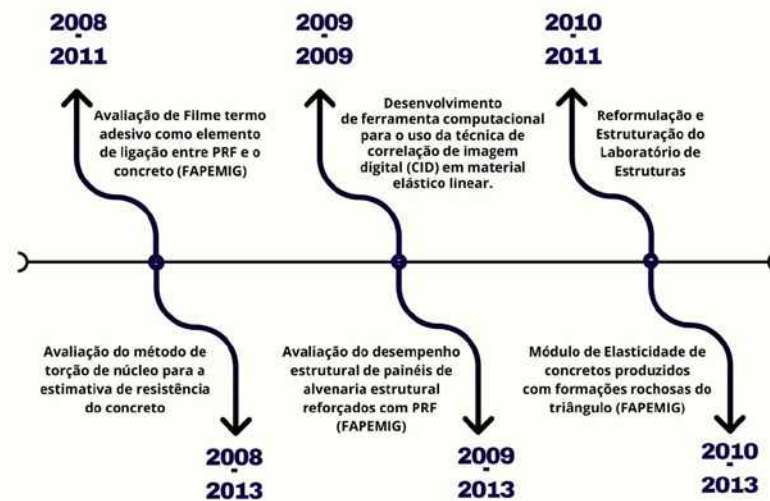 2008
-
2011
Avaliação de Filme termo
adesivo como elemento
de ligação entre PRF e o
concreto (FAPEMIG)
2009
-
2009
Desenvolvimento
de ferramenta computacional
para o uso da técnica de
correlação de imagem
digital (CID) em material
elástico linear.
2010
-
2011
Reformulação e
Estruturação do
Laboratório de
Estruturas
Avaliação do método de
torção de núcleo para a
estimativa de resistência
do concreto
2008
-
2013
Avaliação do desempenho
estrutural de painéis de
alvenaria estrutural
reforçados com PRF
(FAPEMIG)
2009
-
2013
Módulo de Elasticidade de
concretos produzidos
com formações rochosas do
triângulo (FAPEMIG)
2010
-
2013